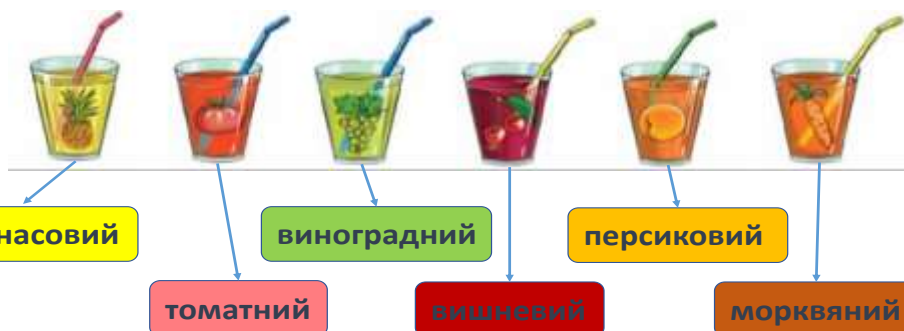 насовий виноградний персиковий
томатний вишневий морквяний